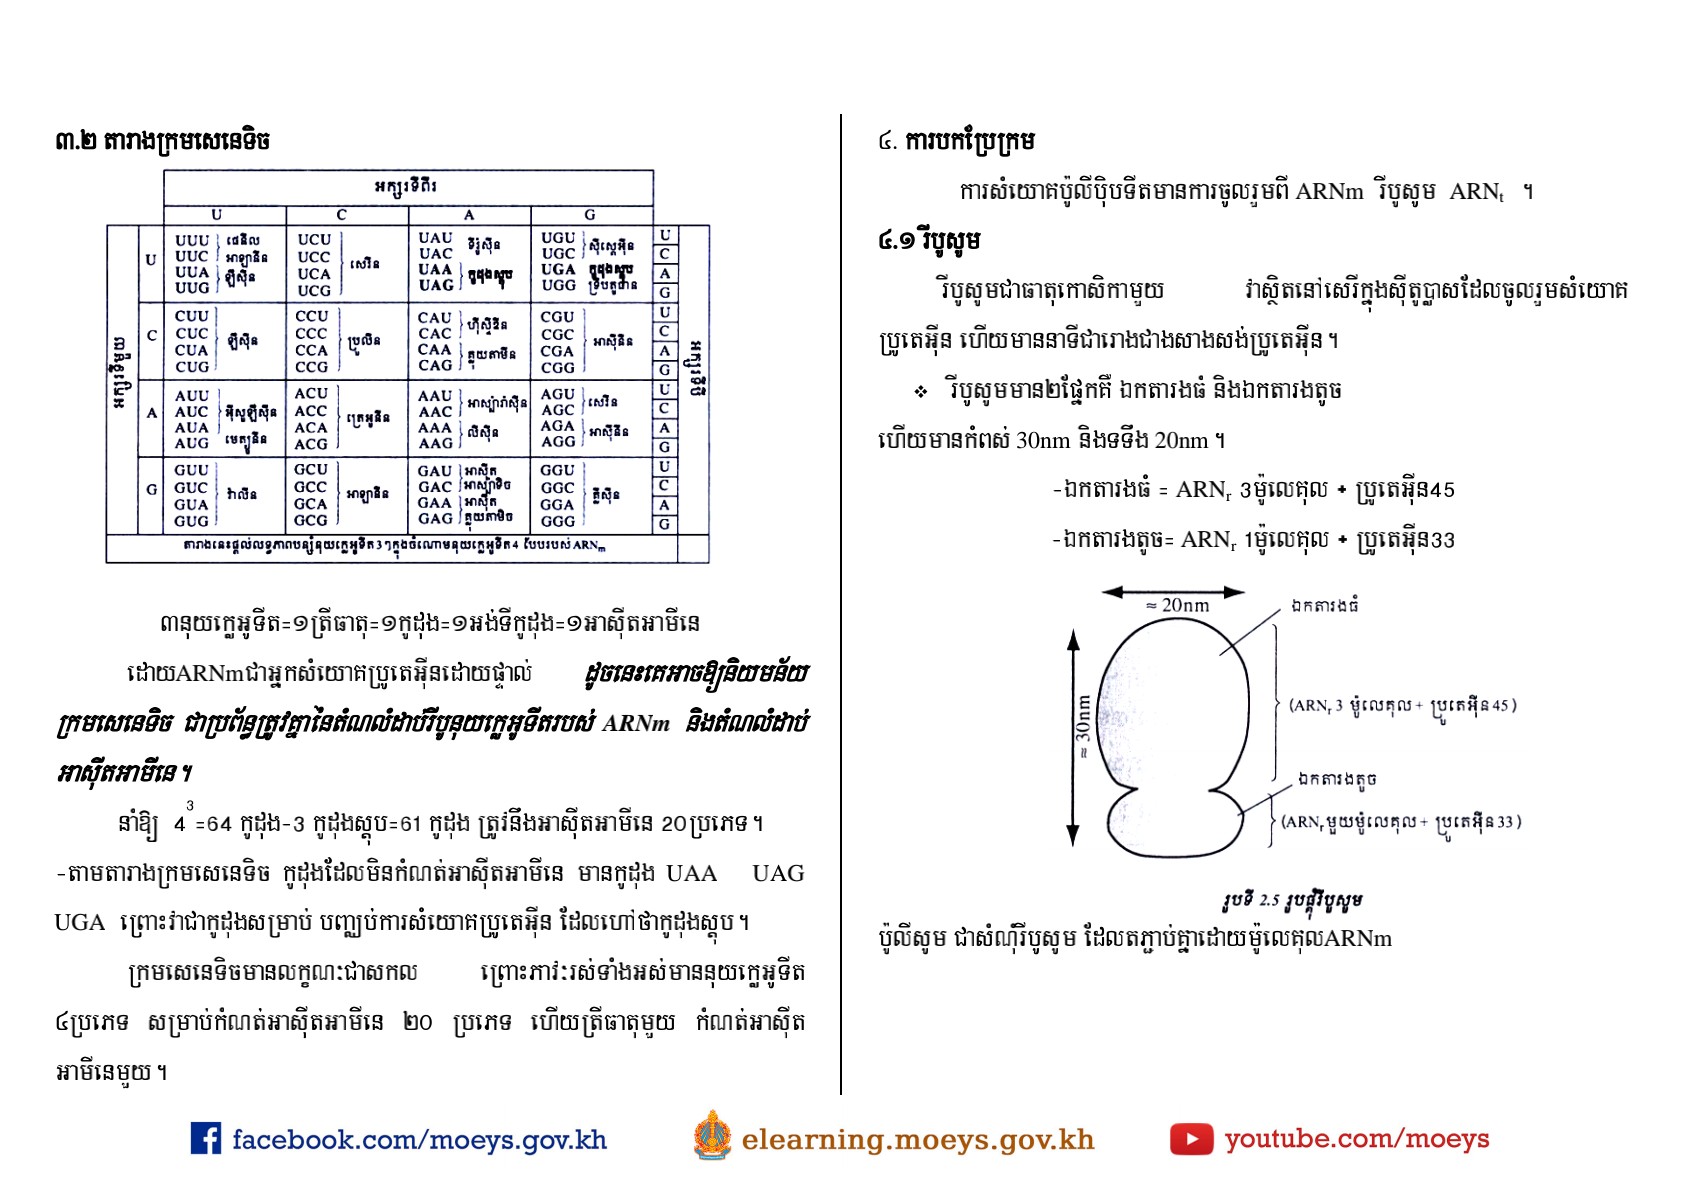 ៣.២ តារាងក្រមសេនេទិច
អក្សរទីពីរ
U C A G
អក្សរទីមួយ
អក្សរទីបី
U
UUU UCU UAU UGU U
UUC UCC UAC UGC C
UUA UCA UAA UGA A
UUG UCG UAG UGG G
ផេនីល អាឡានីន ឡឺស៊ីន សេរីន ទីរ៉ូស៊ីន កូដុងស្តុប ស៊ីស្តេអ៊ីន កូដុងស្តុប ទ្រីបតូផាន
C
CUU CCU CAU CGU U
CUC CCC CAC CGC C
CUA CCA CAA CGA A
CUG CCG CAG CGG G
ឡឺស៊ីន ប្រូលីន ហ៊ីស្ទីឌីន គ្លុយតាមីន អាស៊ីនីន
A
AUU ACU AAU AGU U
AUC ACC AAC AGC C
AUA ACA AAA AGA A
AUG ACG AAG AGG G
អ៊ីសូឡឺស៊ីន មេត្យូនីន ត្រេអូនីន អាស្ប៉ារ៉ាស៊ីន លីស៊ីន សេរីន អាស៊ីនីន
G
GUU GCU GAU GGU U
GUC GCC GAC GGC C
GUA GCA GAA GGA A
GUG GCG GAG GGG G
វ៉ាលីន អាឡានីន អាស៊ីត អាស្ប៉ាទិច អាស៊ីត គ្លុយតាមិច គ្លីស៊ីន
តារាងនេះផ្តល់លទ្ធភាពបន្សំនុយក្លេអូទីត 3 ៗក្នុងចំណោមនុយក្លេអូទីត 4 បែបរបស់ ARNm
៣នុយក្លេអូទីត=១ត្រីធាតុ=១កូដុង=១អង់ទីកូដុង=១អាស៊ីតអាមីនេ
ដោយARNmជាអ្នកសំយោគប្រូតេអ៊ីនដោយផ្ទាល់ ដូចនេះគេអាចឱ្យនិយមន័យ
ក្រមសេនេទិច ជាប្រព័ន្ធត្រូវគ្នានៃតំណលំដាប់រីបូនុយក្លេអូទីតរបស់ ARNm និងតំណលំដាប់
អាស៊ីតអាមីនេ។
នាំឱ្យ 4³=64 កូដុង-3 កូដុងស្តុប=61 កូដុង ត្រូវនឹងអាស៊ីតអាមីនេ 20ប្រភេទ។
-តាមតារាងក្រមសេនេទិច កូដុងដែលមិនកំណត់អាស៊ីតអាមីនេ មានកូដុង UAA UAG
UGA ព្រោះវាជាកូដុងសម្រាប់ បញ្ឈប់ការសំយោគប្រូតេអ៊ីន ដែលហៅថាកូដុងស្តុប។
ក្រមសេនេទិចមានលក្ខណៈជាសកល ព្រោះភាវៈរស់ទាំងអស់មាននុយក្លេអូទីត
៤ប្រភេទ សម្រាប់កំណត់អាស៊ីតអាមីនេ ២០ ប្រភេទ ហើយត្រីធាតុមួយ កំណត់អាស៊ីត
អាមីនេមួយ។
៤. ការបកប្រែក្រម
ការសំយោគប៉ូលីប៉ិបទីតមានការចូលរួមពី ARNm រីបូសូម ARNt ។
៤.១ រីបូសូម
រីបូសូមជាធាតុកោសិកាមួយ វាស្ថិតនៅសេរីក្នុងស៊ីតូប្លាសដែលចូលរួមសំយោគ
ប្រូតេអ៊ីន ហើយមាននាទីជារោងជាងសាងសង់ប្រូតេអ៊ីន។
❖ រីបូសូមមាន២ផ្នែកគឺ ឯកតារងធំ និងឯកតារងតូច
ហើយមានកំពស់ 30nm និងទទឹង 20nm។
-ឯកតារងធំ = ARNr 3ម៉ូលេគុល + ប្រូតេអ៊ីន45
-ឯកតារងតូច= ARNr 1ម៉ូលេគុល + ប្រូតេអ៊ីន33
≈ 20nm
ឯកតារងធំ
≈ 30nm
(ARNr 3 ម៉ូលេគុល + ប្រូតេអ៊ីន 45)
ឯកតារងតូច
(ARNr មួយម៉ូលេគុល + ប្រូតេអ៊ីន 33)
រូបទី 2.5 រូបផ្គុំរីបូសូម
ប៉ូលីសូម ជាសំណុំរីបូសូម ដែលតភ្ជាប់គ្នាដោយម៉ូលេគុលARNm
facebook.com/moeys.gov.kh
elearning.moeys.gov.kh
youtube.com/moeys